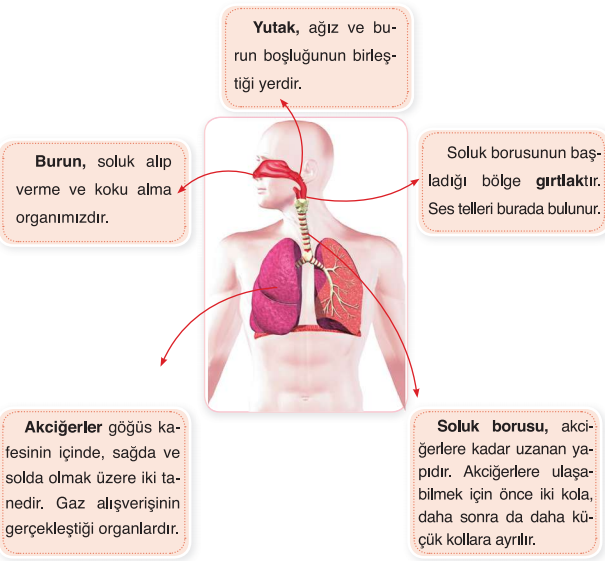 Yutak, ağız ve bu-
run boşluğunun birleş-
tiği yerdir.
Burun, soluk alıp
verme ve koku alma
organımızdır.
Soluk borusunun baş-
ladığı bölge gırtlaktır.
Ses telleri burada bulunur.
Akciğerler göğüs ka-
fesinin içinde, sağda ve
solda olmak üzere iki ta-
nedir. Gaz alışverişinin
gerçekleştiği organlardır.
Soluk borusu, akci-
ğerlere kadar uzanan ya-
pıdır. Akciğerlere ulaşa-
bilmek için önce iki kola,
daha sonra da daha kü-
çük kollara ayrılır.